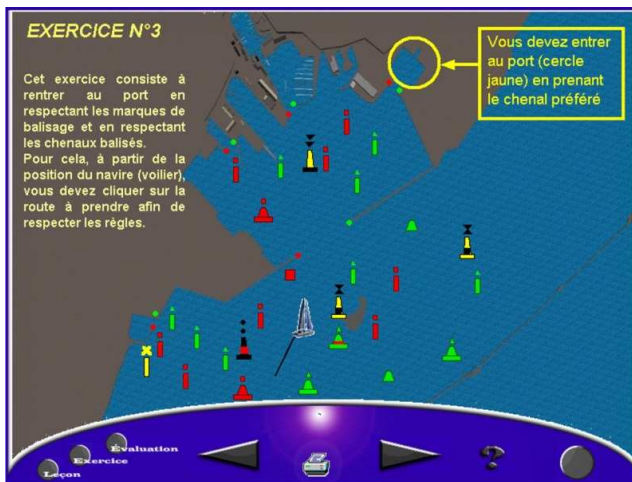 EXERCICE N°3
Cet exercice consiste à
rentrer au port en
respectant les marques de
balisage et en respectant
les chenaux balisés.
Pour cela, à partir de la
position du navire (voilier),
vous devez cliquer sur la
route à prendre afin de
respecter les règles.
Vous devez entrer
au port (cercle
jaune) en prenant
le chenal préféré
Évaluation
Exercice
Leçon
?